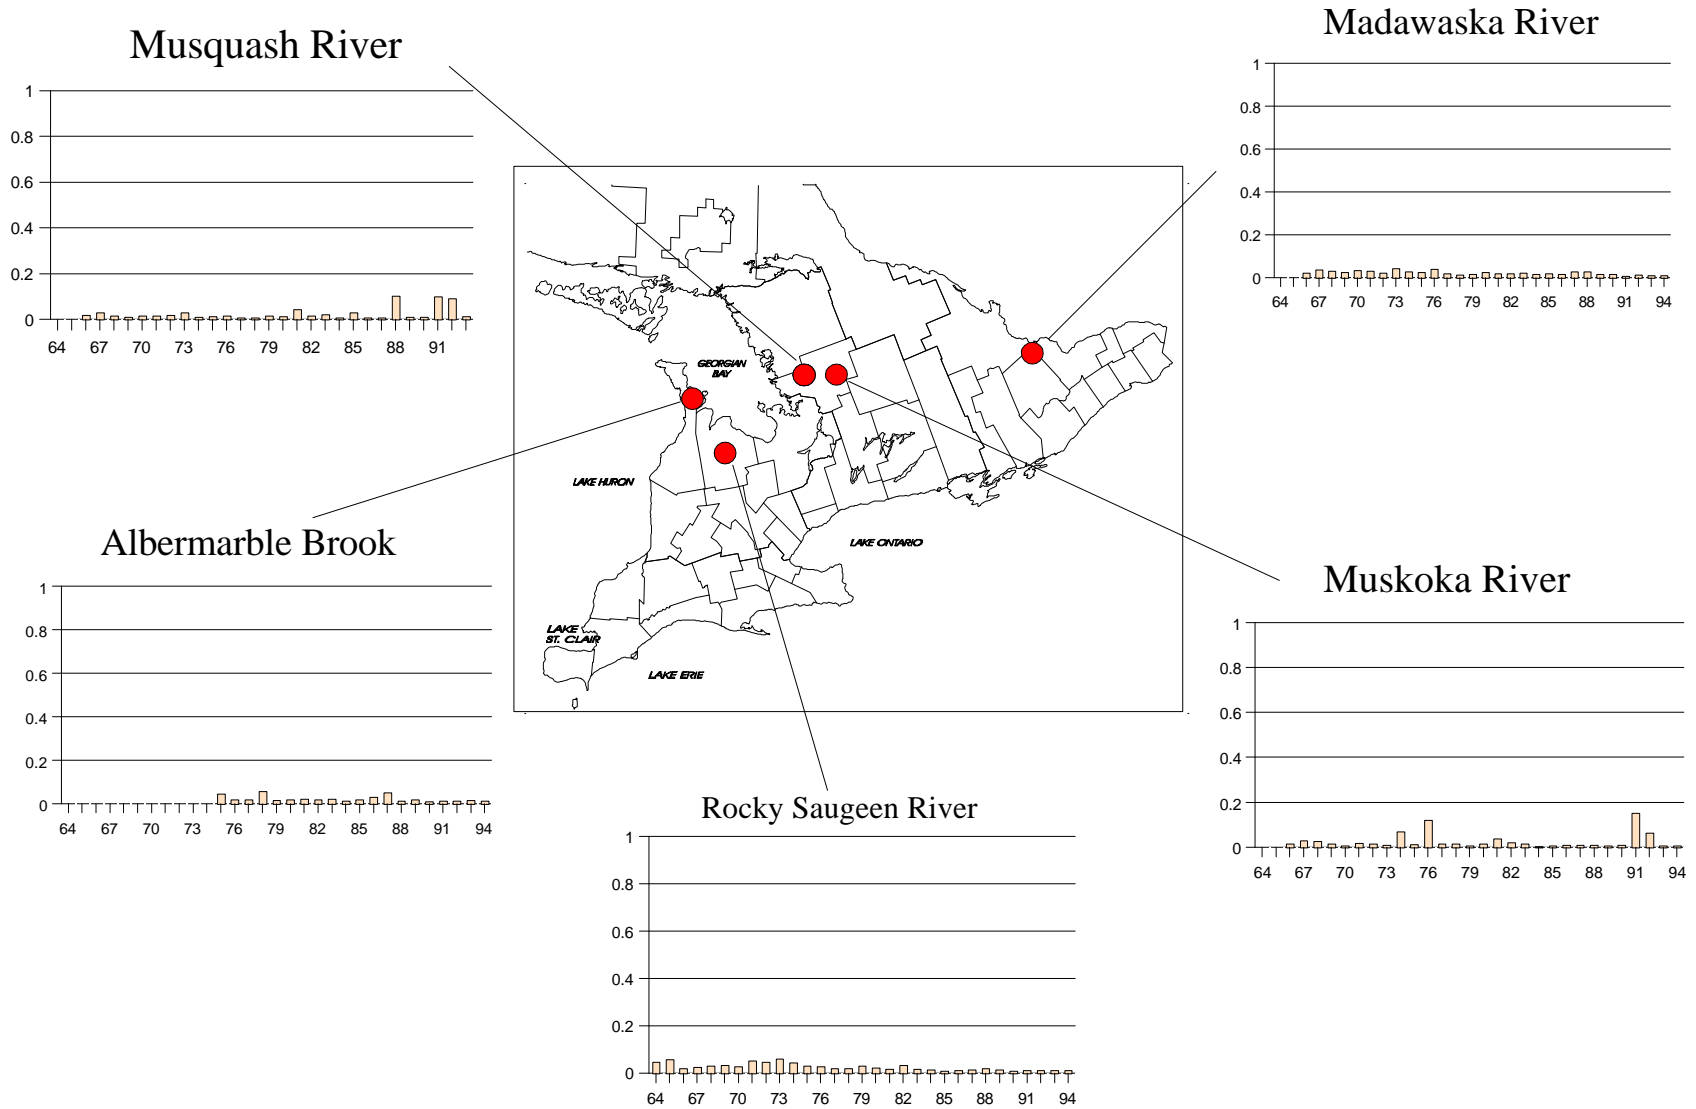 Musquash River
1
0.8
0.6
0.4
0.2
0
64 67 70 73 76 79 82 85 88 91
Madawaska River
1
0.8
0.6
0.4
0.2
0
64 67 70 73 76 79 82 85 88 91 94
GEORGIAN
BAY
LAKE HURON
LAKE ONTARIO
LAKE
ST. CLAIR
LAKE ERIE
Albermarble Brook
1
0.8
0.6
0.4
0.2
0
64 67 70 73 76 79 82 85 88 91 94
Muskoka River
1
0.8
0.6
0.4
0.2
0
64 67 70 73 76 79 82 85 88 91 94
Rocky Saugeen River
1
0.8
0.6
0.4
0.2
0
64 67 70 73 76 79 82 85 88 91 94